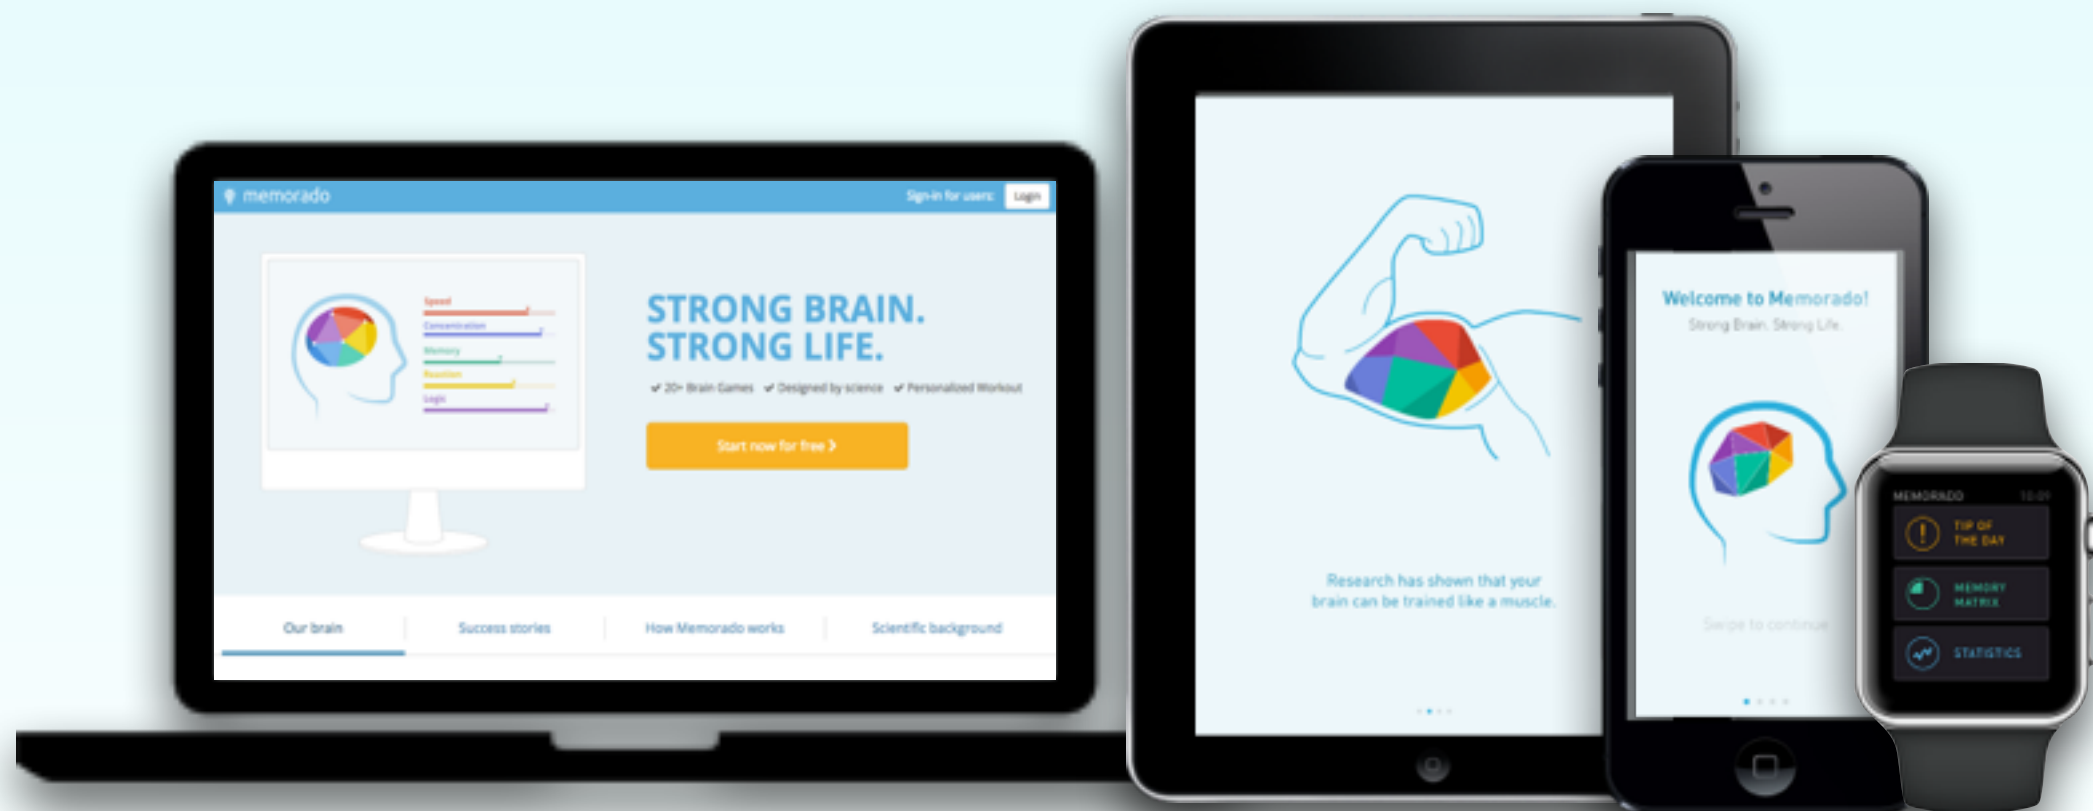 memorado
Sign-in for users: Login
Speed
Concentration
Memory
Reaction
Logic
STRONG BRAIN.
STRONG LIFE.
✓ 20+ Brain Games ✓ Designed by science ✓ Personalized Workout
Start now for free
Our brain
Success stories
How Memorado works
Scientific background
Research has shown that your
brain can be trained like a muscle.
Welcome to Memorado!
Strong Brain. Strong Life.
Swipe to continue
MEMORADO 10:09
TIP OF
THE DAY
MEMORY
MATRIX
STATISTICS